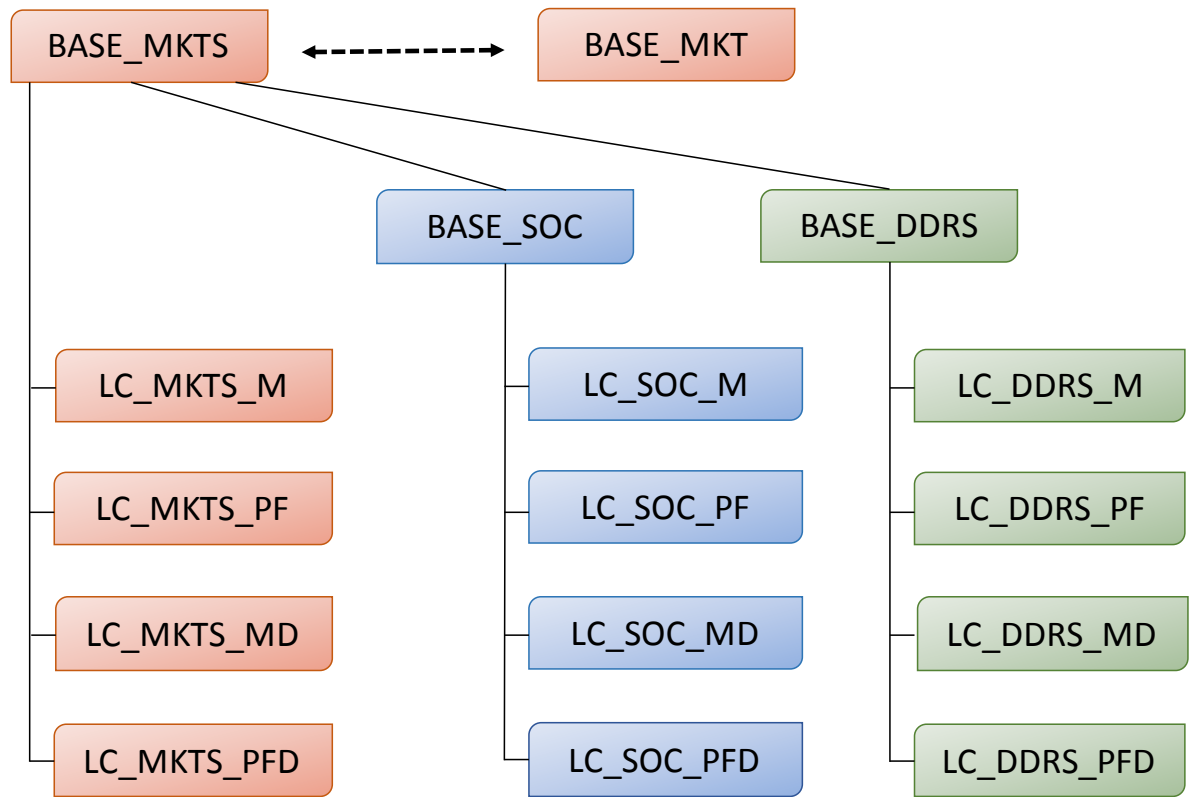 BASE_MKTS
BASE_MKT
BASE_SOC
BASE_DDRS
LC_MKTS_M
LC_SOC_M
LC_DDRS_M
LC_MKTS_PF
LC_SOC_PF
LC_DDRS_PF
LC_MKTS_MD
LC_SOC_MD
LC_DDRS_MD
LC_MKTS_PFD
LC_SOC_PFD
LC_DDRS_PFD